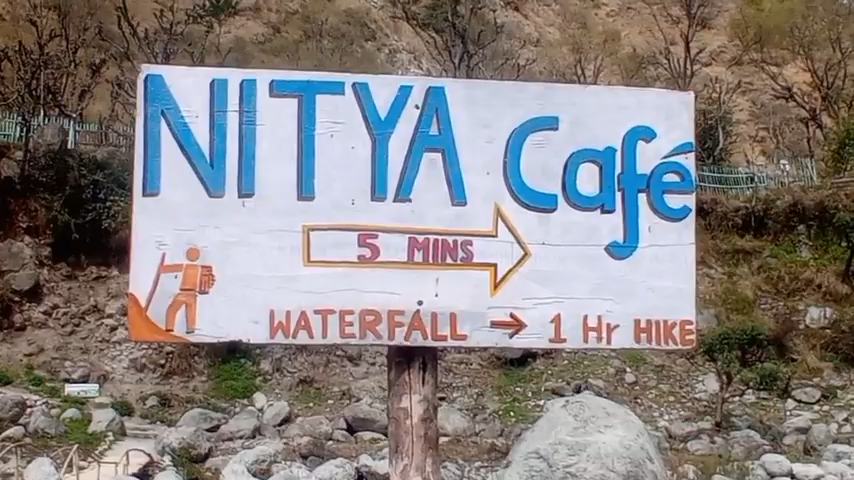 NITYA Café
5 MINS
WATERFALL → 1 Hr HIKE